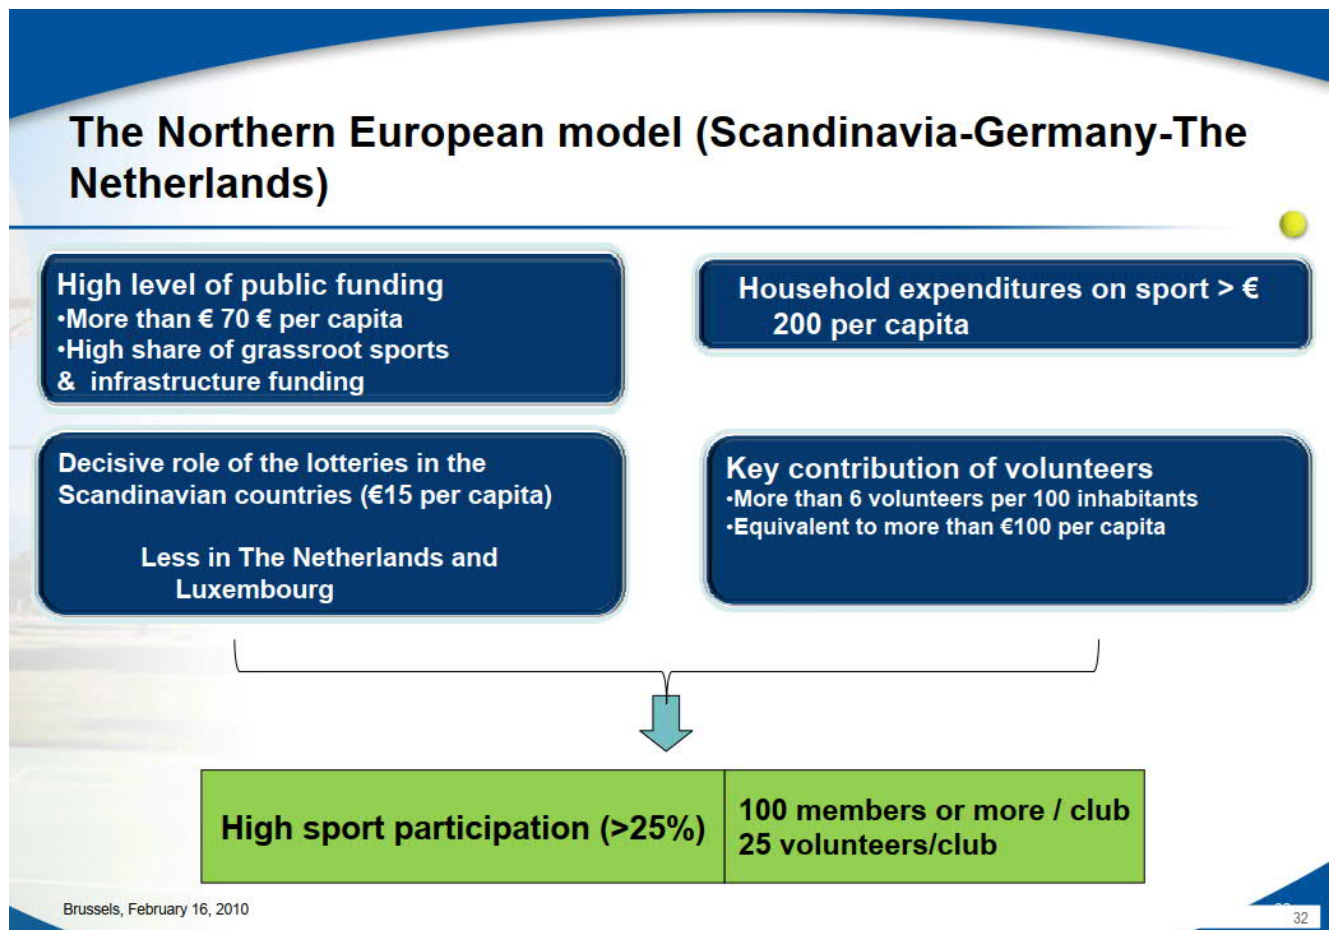 The Northern European model (Scandinavia-Germany-The
Netherlands)
High level of public funding
•More than € 70 € per capita
•High share of grassroot sports
& infrastructure funding
Household expenditures on sport > €
200 per capita
Decisive role of the lotteries in the
Scandinavian countries (€15 per capita)
Less in The Netherlands and
Luxembourg
Key contribution of volunteers
•More than 6 volunteers per 100 inhabitants
•Equivalent to more than €100 per capita
High sport participation (>25%)
100 members or more / club
25 volunteers/club
Brussels, February 16, 2010
32